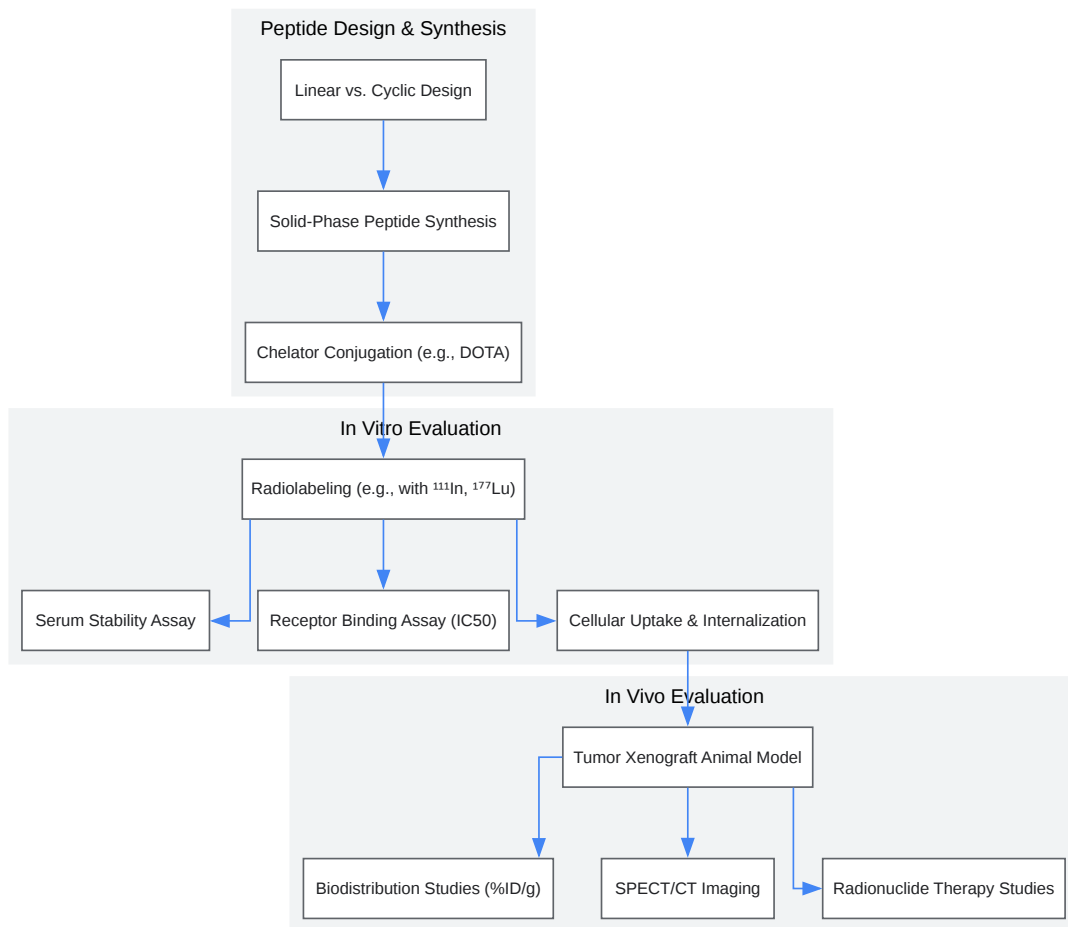 Peptide Design & Synthesis
Linear vs. Cyclic Design
Solid-Phase Peptide Synthesis
Chelator Conjugation (e.g., DOTA)
In Vitro Evaluation
Radiolabeling (e.g., with ¹¹¹In, ¹⁷⁷Lu)
Serum Stability Assay
Receptor Binding Assay (IC50)
Cellular Uptake & Internalization
In Vivo Evaluation
Tumor Xenograft Animal Model
Biodistribution Studies (%ID/g)
SPECT/CT Imaging
Radionuclide Therapy Studies